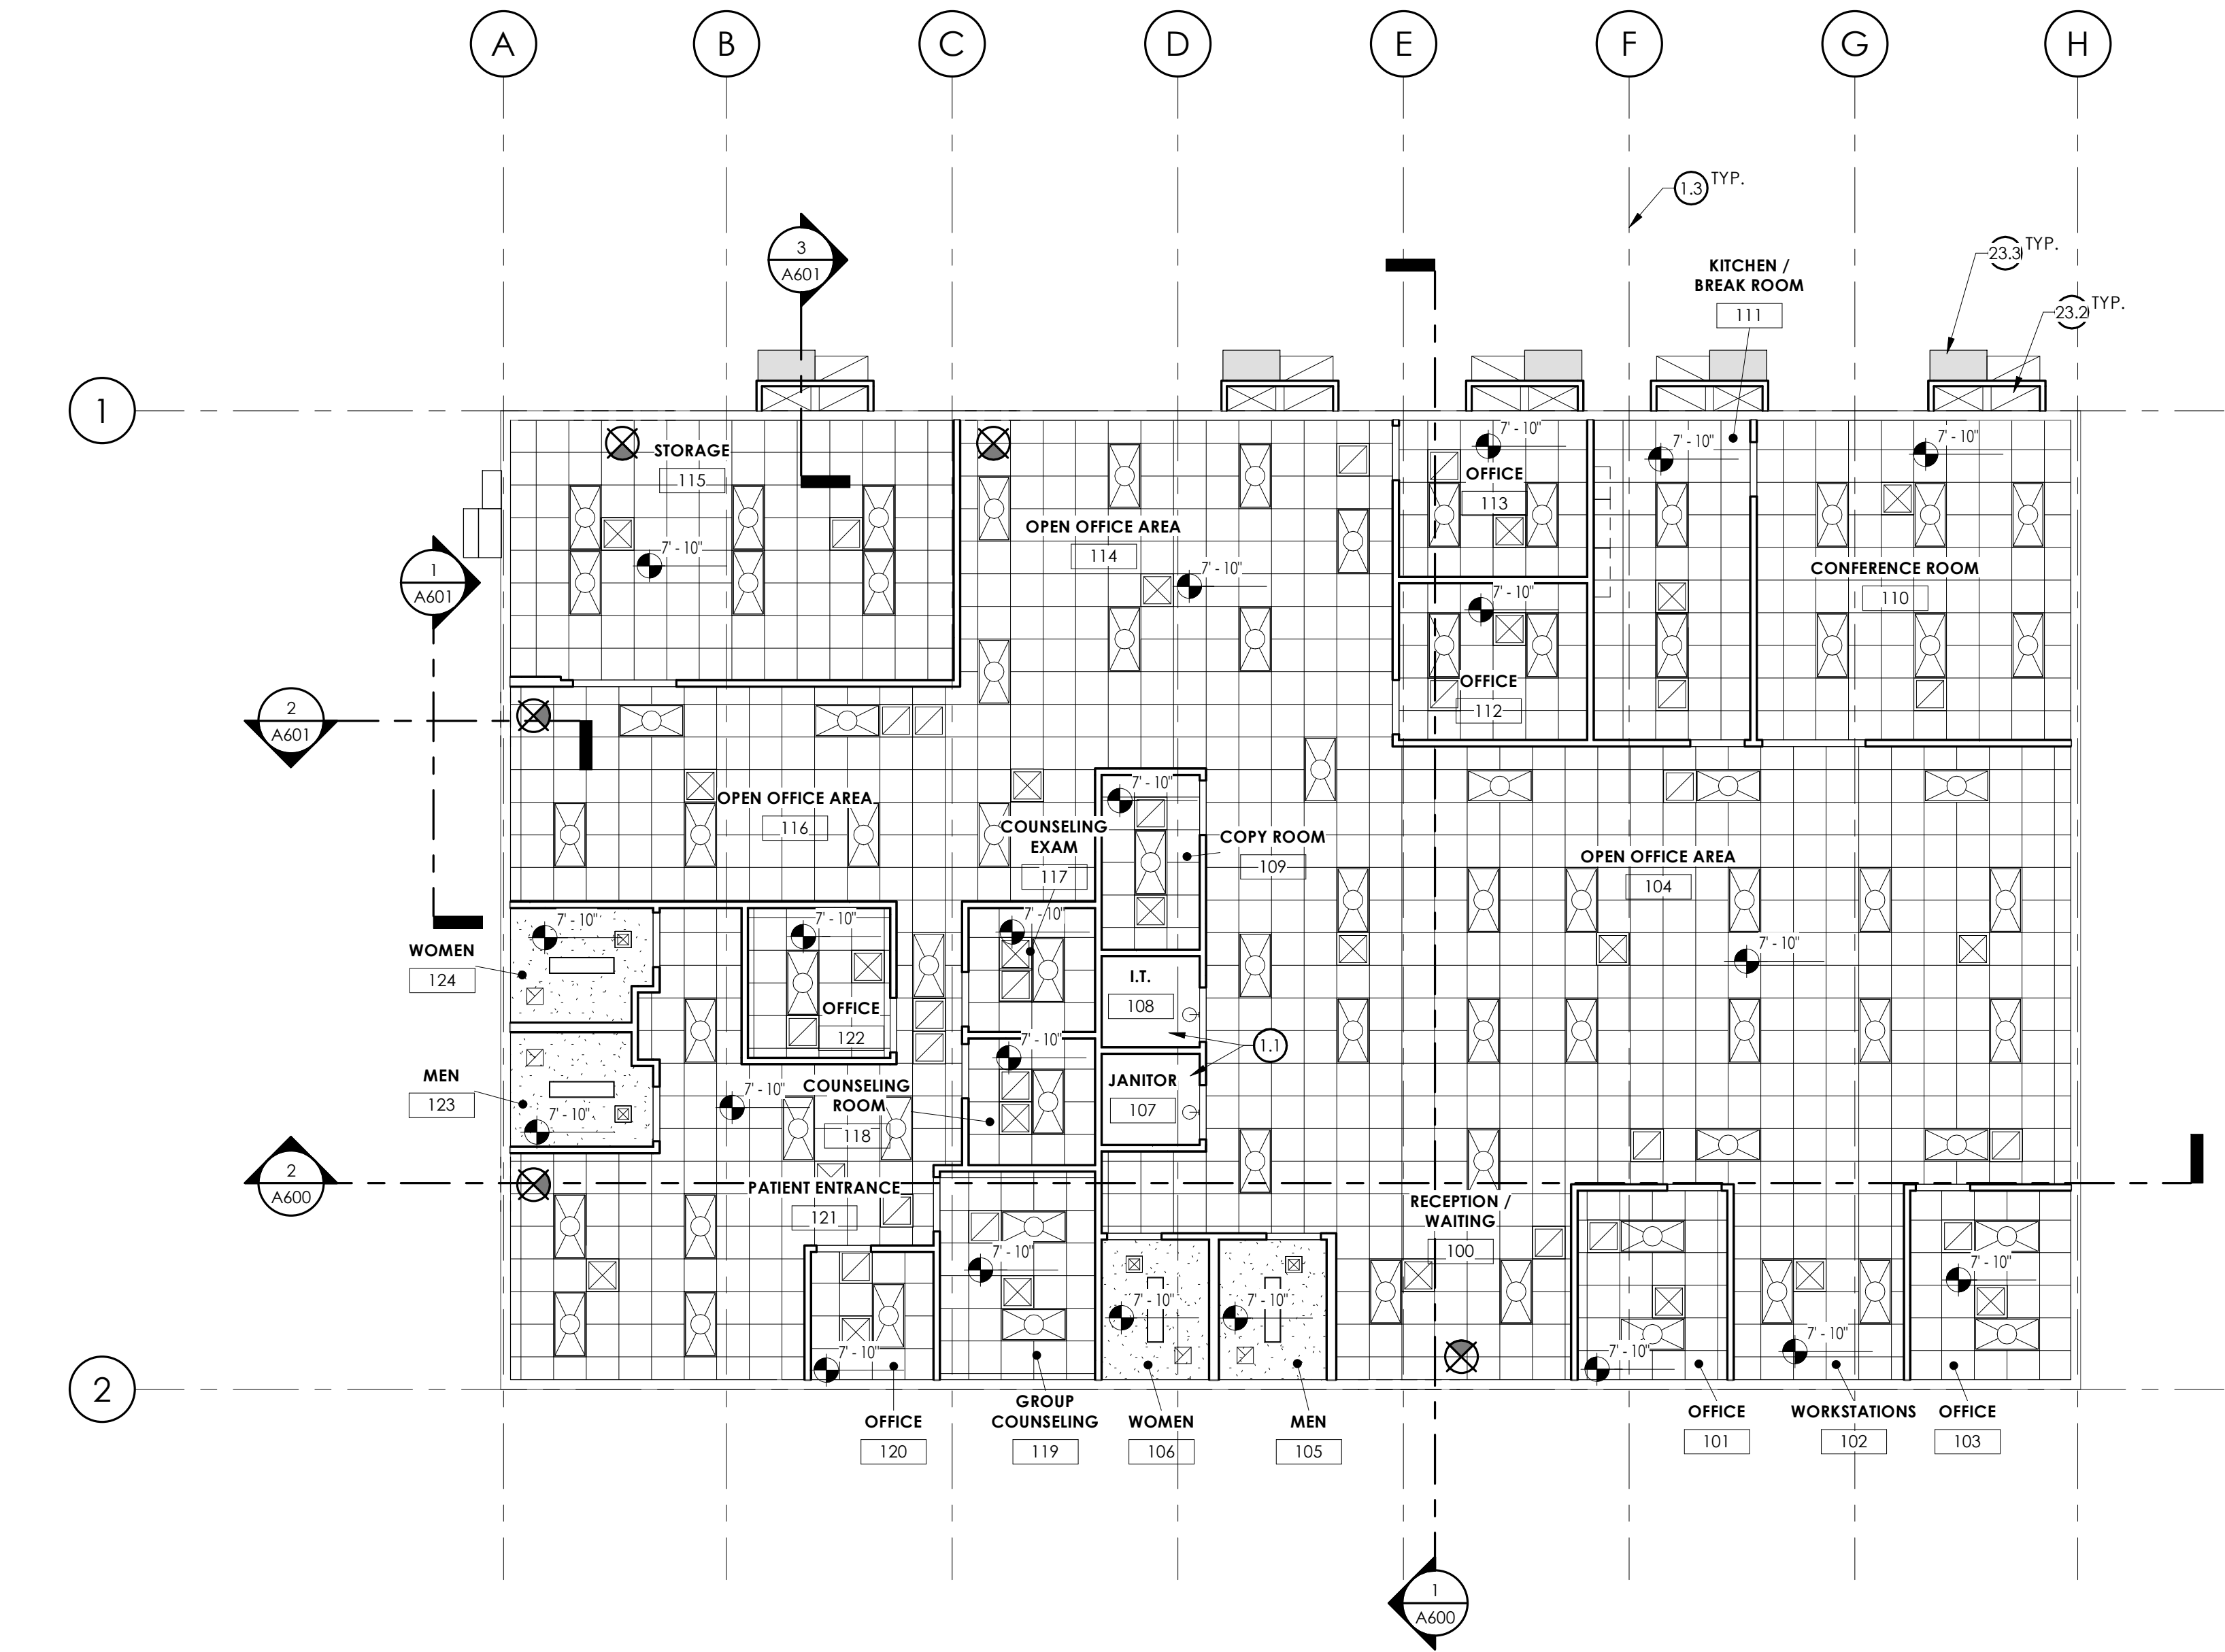 A B C D E F G H
1.3 TYP.
3
A601
23.3 TYP.
KITCHEN /
BREAK ROOM
111
23.2 TYP.
1
STORAGE
115
7' - 10"
7' - 10"
7' - 10"
7' - 10"
OFFICE
113
OPEN OFFICE AREA
114
7' - 10"
7' - 10"
1
A601
CONFERENCE ROOM
110
7' - 10"
OFFICE
112
2
A601
OPEN OFFICE AREA
116
7' - 10"
COUNSELING
EXAM
117
COPY ROOM
109
OPEN OFFICE AREA
104
7' - 10"
WOMEN
124
7' - 10"
7' - 10"
OFFICE
122
7' - 10"
I.T.
108
7' - 10"
1.1
MEN
123
7' - 10"
7' - 10"
COUNSELING
ROOM
118
JANITOR
107
2
A600
PATIENT ENTRANCE
121
RECEPTION /
WAITING
100
7' - 10"
7' - 10"
7' - 10"
7' - 10"
7' - 10"
7' - 10"
7' - 10"
2
OFFICE
120
GROUP
COUNSELING
119
WOMEN
106
MEN
105
OFFICE
101
WORKSTATIONS
102
OFFICE
103
1
A600